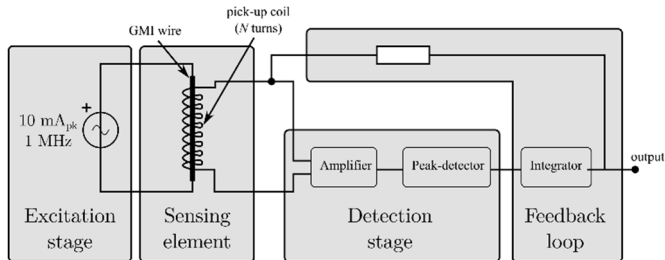 pick-up coil
(N turns)
GMI wire
10 mApk
1 MHz
+
Amplifier
Peak-detector
Integrator
output
Excitation
stage
Sensing
element
Detection
stage
Feedback
loop